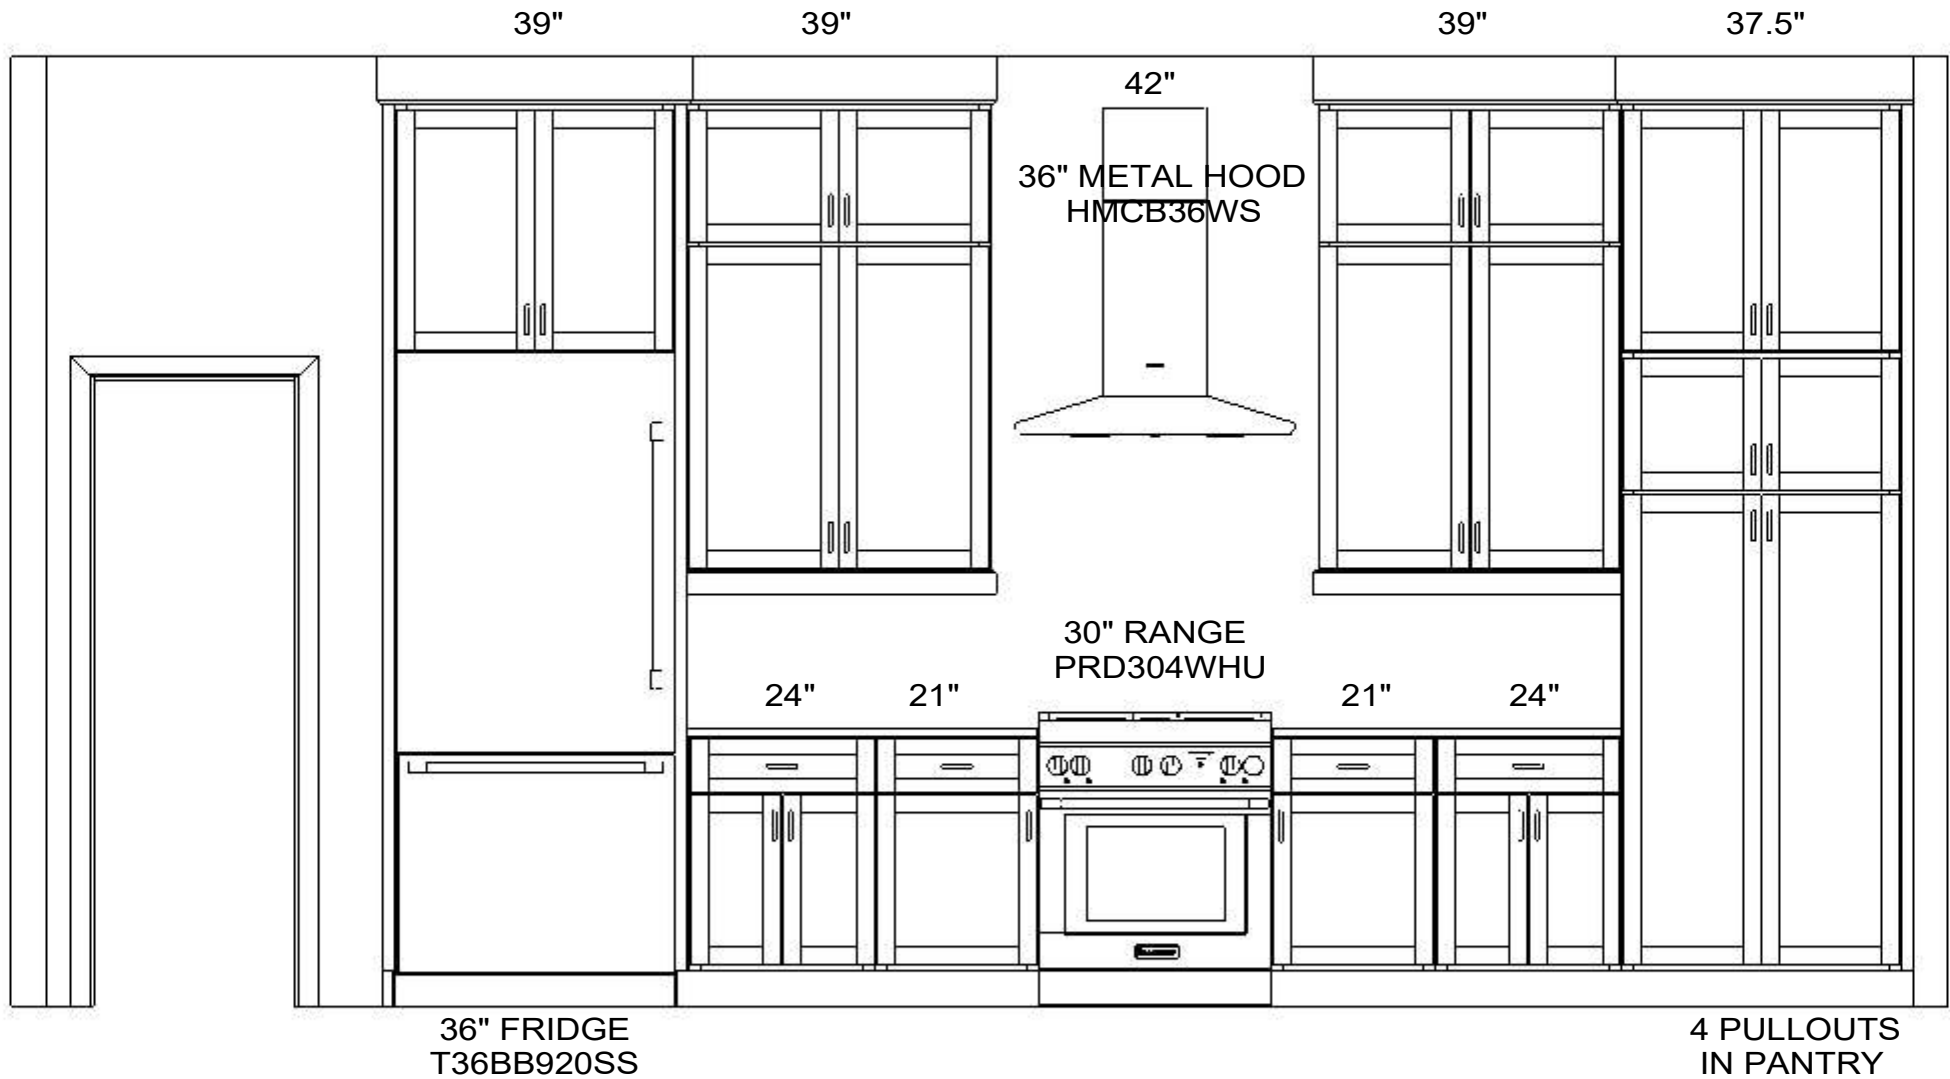 39"
39"
39"
37.5"
42"
36" METAL HOOD
HMCB36WS
30" RANGE
PRD304WHU
24"
21"
21"
24"
36" FRIDGE
T36BB920SS
4 PULLOUTS
IN PANTRY